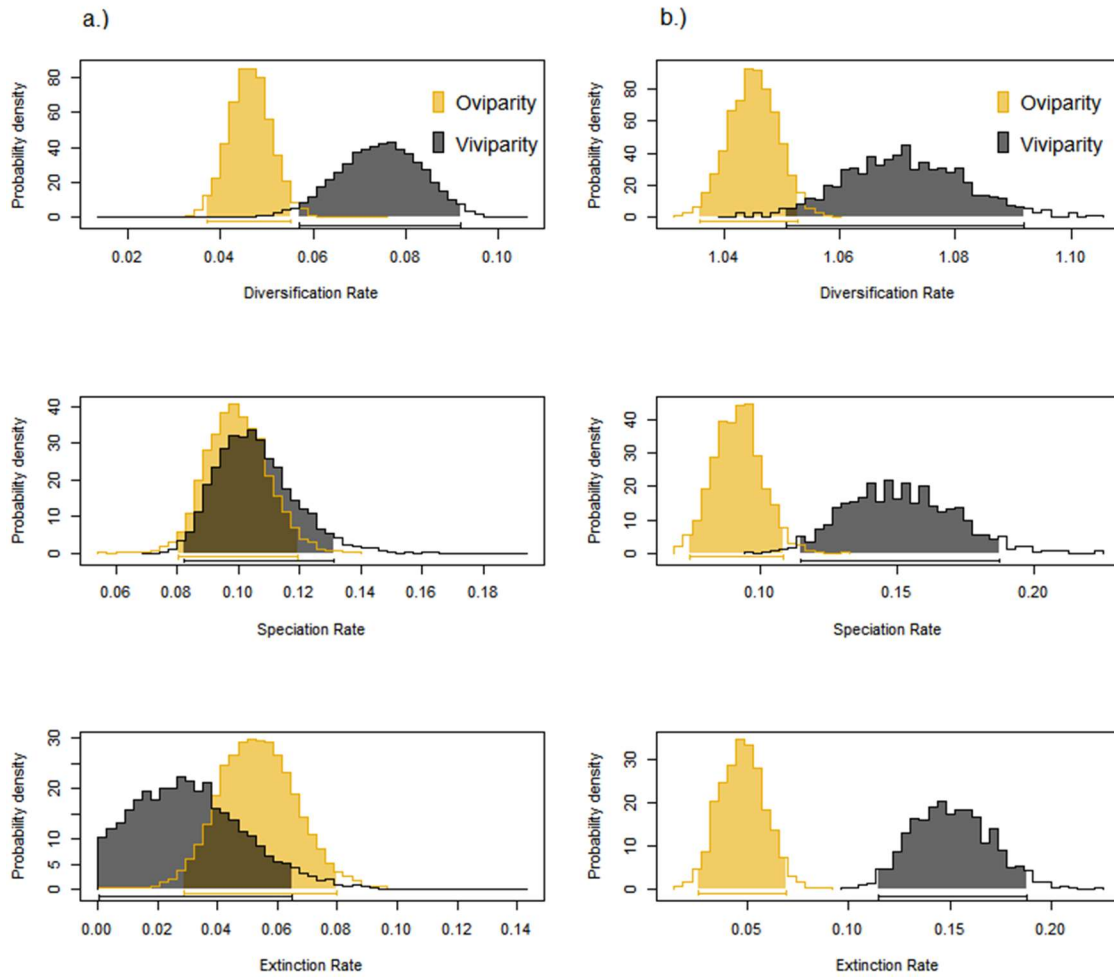 a.)
Probability density
80
60
40
20
0
Oviparity
Viviparity
0.02 0.04 0.06 0.08 0.10
Diversification Rate
b.)
Probability density
80
60
40
20
0
Oviparity
Viviparity
1.04 1.06 1.08 1.10
Diversification Rate
Probability density
40
30
20
10
0
0.06 0.08 0.10 0.12 0.14 0.16 0.18
Speciation Rate
Probability density
40
30
20
10
0
0.10 0.15 0.20
Speciation Rate
Probability density
30
20
10
5
0
0.00 0.02 0.04 0.06 0.08 0.10 0.12 0.14
Extinction Rate
Probability density
30
20
10
0
0.05 0.10 0.15 0.20
Extinction Rate